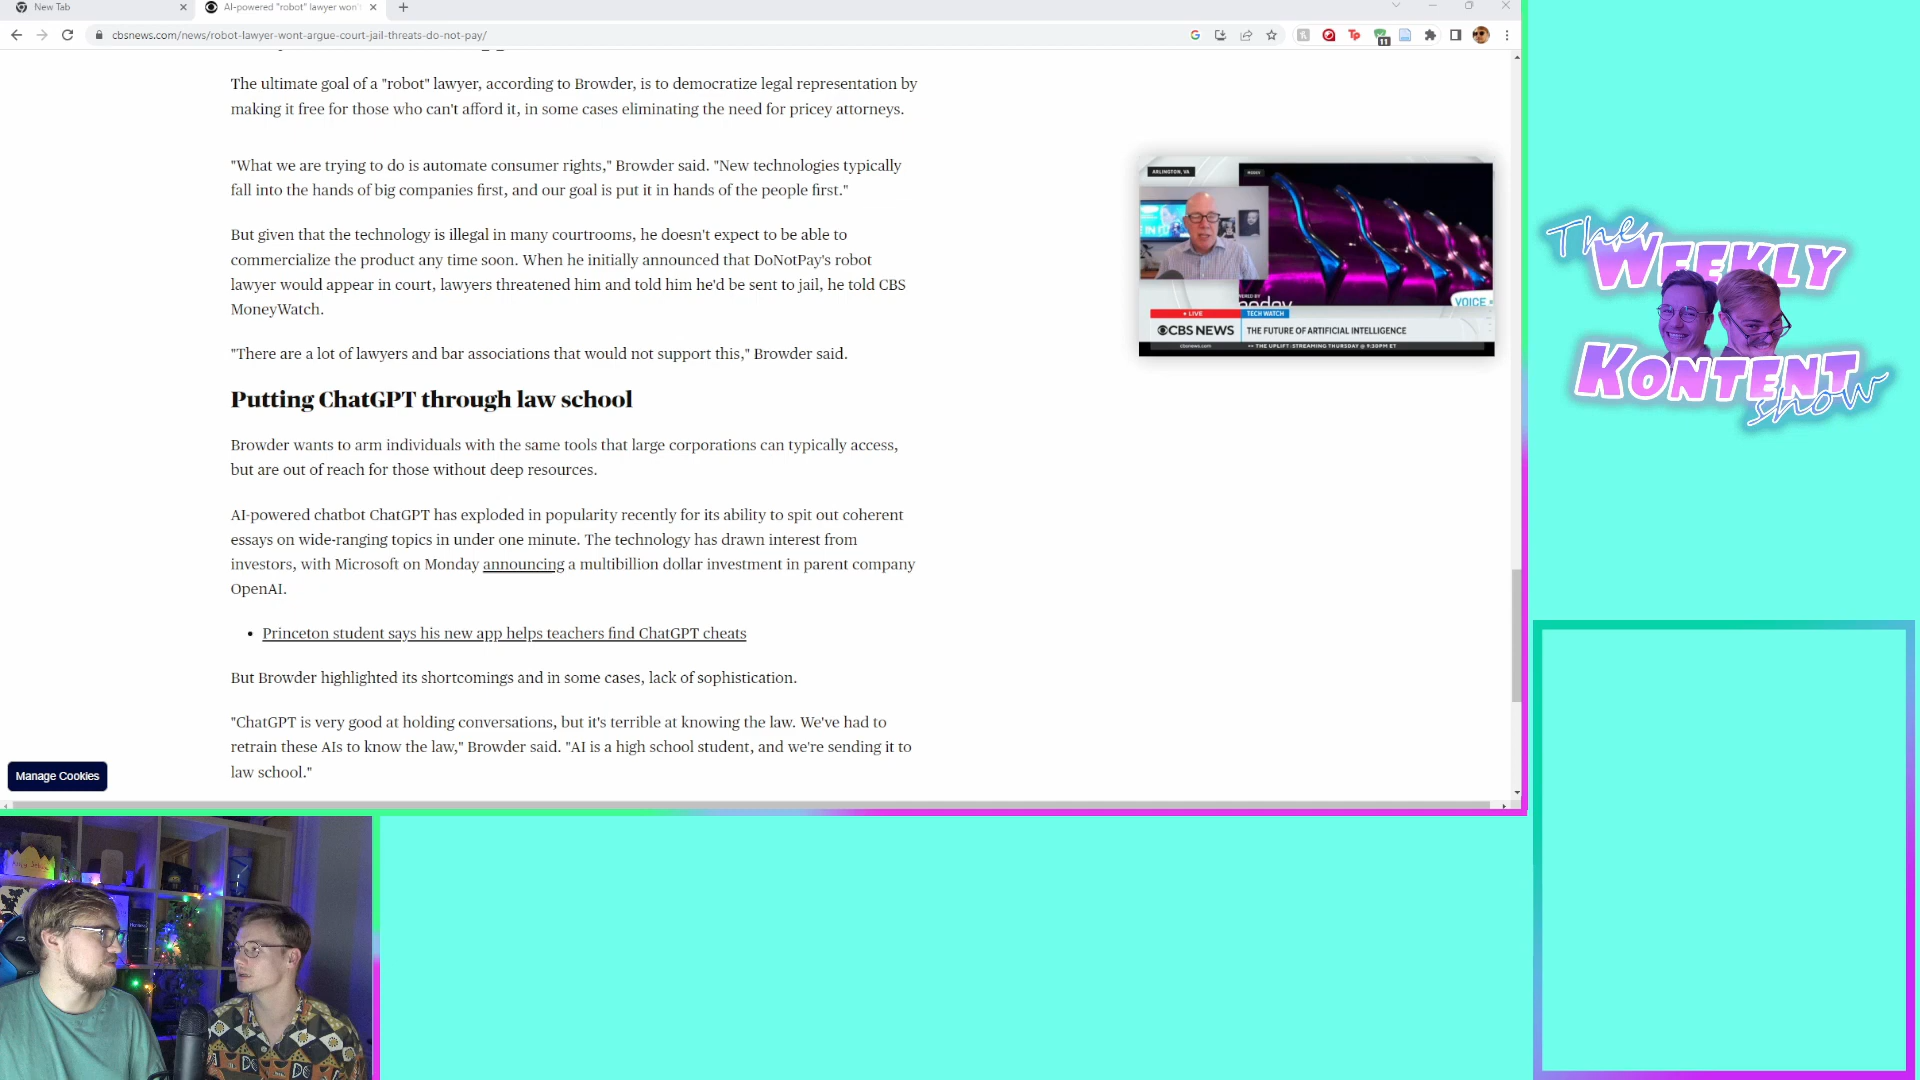 New Tab
AI-powered "robot" lawyer won't
cbsnews.com/news/robot-lawyer-wont-argue-court-jail-threats-do-not-pay/
The ultimate goal of a "robot" lawyer, according to Browder, is to democratize legal representation by
making it free for those who can't afford it, in some cases eliminating the need for pricey attorneys.
"What we are trying to do is automate consumer rights," Browder said. "New technologies typically
fall into the hands of big companies first, and our goal is put it in hands of the people first."
But given that the technology is illegal in many courtrooms, he doesn't expect to be able to
commercialize the product any time soon. When he initially announced that DoNotPay's robot
lawyer would appear in court, lawyers threatened him and told him he'd be sent to jail, he told CBS
MoneyWatch.
"There are a lot of lawyers and bar associations that would not support this," Browder said.
Putting ChatGPT through law school
Browder wants to arm individuals with the same tools that large corporations can typically access,
but are out of reach for those without deep resources.
AI-powered chatbot ChatGPT has exploded in popularity recently for its ability to spit out coherent
essays on wide-ranging topics in under one minute. The technology has drawn interest from
investors, with Microsoft on Monday announcing a multibillion dollar investment in parent company
OpenAI.
• Princeton student says his new app helps teachers find ChatGPT cheats
But Browder highlighted its shortcomings and in some cases, lack of sophistication.
"ChatGPT is very good at holding conversations, but it's terrible at knowing the law. We've had to
retrain these AIs to know the law," Browder said. "AI is a high school student, and we're sending it to
law school."
Manage Cookies
ARLINGTON, VA
VOICE
LIVE
TECH WATCH
CBS NEWS
THE FUTURE OF ARTIFICIAL INTELLIGENCE
cbsnews.com
THE UPLIFT: STREAMING THURSDAY @ 9:30PM ET
11
The
WEEKLY
KONTENT
show